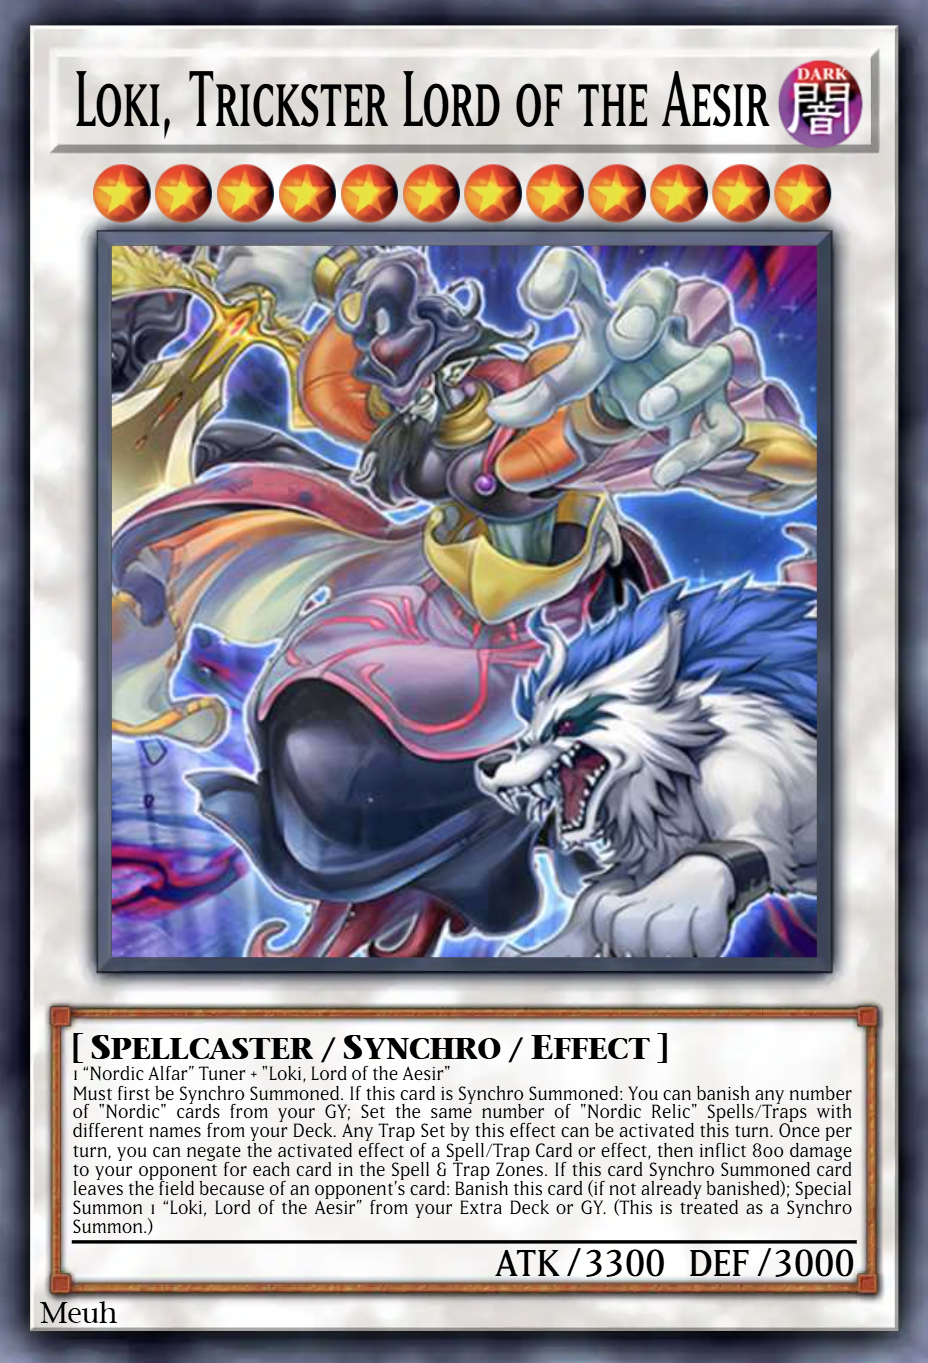 Loki, Trickster Lord of the Aesir
DARK
闇
[ Spellcaster / Synchro / Effect ]
1 “Nordic Alfar” Tuner + "Loki, Lord of the Aesir"
Must first be Synchro Summoned. If this card is Synchro Summoned: You can banish any number
of "Nordic" cards from your GY; Set the same number of "Nordic Relic" Spells/Traps with
different names from your Deck. Any Trap Set by this effect can be activated this turn. Once per
turn, you can negate the activated effect of a Spell/Trap Card or effect, then inflict 800 damage
to your opponent for each card in the Spell & Trap Zones. If this card Synchro Summoned card
leaves the field because of an opponent's card: Banish this card (if not already banished); Special
Summon 1 “Loki, Lord of the Aesir” from your Extra Deck or GY. (This is treated as a Synchro
Summon.)
ATK/3300 DEF/3000
Meuh